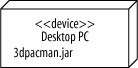 <<device>>
Desktop PC
3dpacman.jar